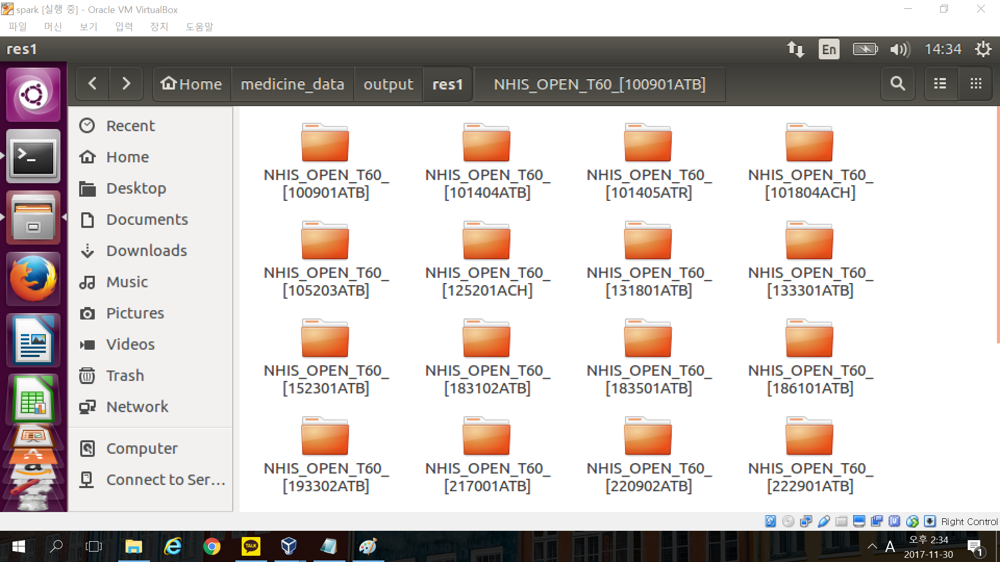 spark [실행 중] - Oracle VM VirtualBox
파일 머신 보기 입력 장치 도움말
res1
En
14:34
Home medicine_data output res1 NHIS_OPEN_T60_[100901ATB]
Recent
Home
Desktop
Documents
Downloads
Music
Pictures
Videos
Trash
Network
Computer
Connect to Ser...
NHIS_OPEN_T60_
[100901ATB]
NHIS_OPEN_T60_
[101404ATB]
NHIS_OPEN_T60_
[101405ATR]
NHIS_OPEN_T60_
[101804ACH]
NHIS_OPEN_T60_
[105203ATB]
NHIS_OPEN_T60_
[125201ACH]
NHIS_OPEN_T60_
[131801ATB]
NHIS_OPEN_T60_
[133301ATB]
NHIS_OPEN_T60_
[152301ATB]
NHIS_OPEN_T60_
[183102ATB]
NHIS_OPEN_T60_
[183501ATB]
NHIS_OPEN_T60_
[186101ATB]
NHIS_OPEN_T60_
[193302ATB]
NHIS_OPEN_T60_
[217001ATB]
NHIS_OPEN_T60_
[220902ATB]
NHIS_OPEN_T60_
[222901ATB]
Right Control
TALK
A
오후 2:34
2017-11-30
1